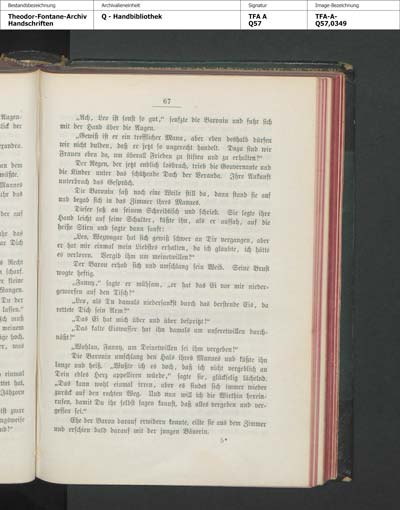 Bestandsbezeichnung
Archivalieneinheit
Signatur
Image-Bezeichnung
Theodor-Fontane-Archiv
Handschriften
Q - Handbibliothek
TFA A
Q57
TFA-A-
Q57,0349
67
„Ach, Leo ist sonst so gut,“ seufzte die Baronin und fuhr sich
mit der Hand über die Augen.
„Gewiß ist er ein trefflicher Mann, aber eben deshalb dürfen
wir nicht dulden, daß er jetzt so ungerecht handelt. Dazu sind wir
Frauen eben da, um überall Frieden zu stiften und zu erhalten!“
Der Regen, der jetzt endlich losbrach, trieb die Gouvernante und
die Kinder unter das schützende Dach der Veranda. Ihre Ankunft
unterbrach das Gespräch.
Die Baronin saß noch eine Weile still da, dann stand sie auf
und begab sich in das Zimmer ihres Mannes.
Dieser saß an seinem Schreibtisch und schrieb. Sie legte ihre
Hand leicht auf seine Schulter, küßte ihn, als er aufsah, auf die
heiße Stirn und sagte dann sanft:
„Leo, hat sich gewiß schwer an Dir vergangen, aber
er hat mir einmal mein Liebstes erhalten, da ich glaubte, ich hätte
es verloren. Vergib ihm um meinetwillen!“
Der Baron erhob sich und umschlang sein Weib. Seine Brust
wogte heftig.
„Fanny,“ sagte er mühsam, „er hat das Ei vor mir nieder-
geworfen auf den Tisch!“
„Leo, als Du damals niedersankst durch das berstende Eis, da
rettete Dich sein Arm!“
„Das Ei hat mich über und über bespritzt!“
„Das kalte Eiswasser hat ihn damals um unseretwillen durch-
näßt!“
„Wohlan, Fanny, um Deinetwillen sei ihm vergeben!“
Die Baronin umschlang den Hals ihres Mannes und küßte ihn
lange und heiß. „Wußte ich es doch, daß ich nicht vergeblich an
Dein edles Herz appelliren würde,“ sagte sie, glückselig lächelnd.
„Das kann wohl einmal irren, aber es findet sich immer wieder
zurück auf den rechten Weg. Und nun will ich die Wirthin herein-
rufen, damit Du ihr selbst sagen kannst, daß alles vergeben und ver-
gessen sei.“
Ehe der Baron darauf erwidern konnte, eilte sie aus dem Zimmer
und erschien bald darauf mit der jungen Bäuerin.
5*